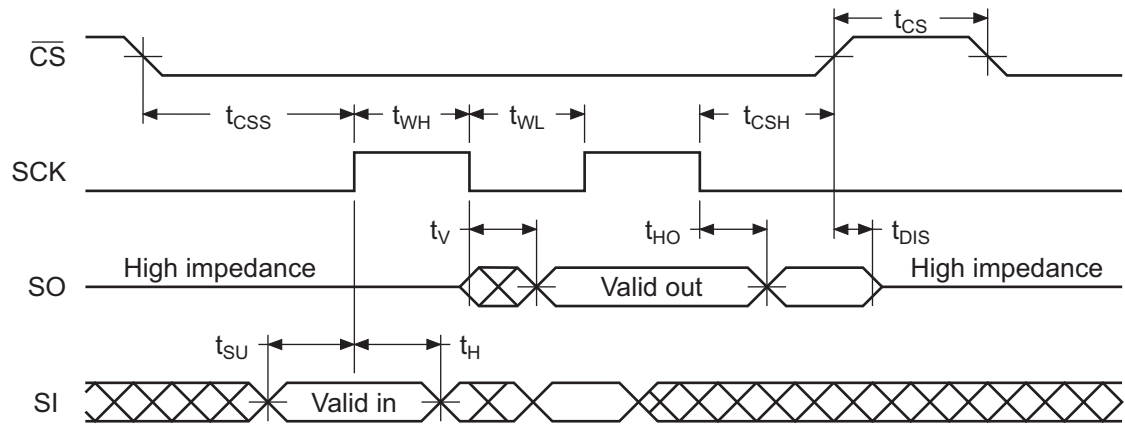 t_CS
C̅S̅
t_CSS t_WH t_WL t_CSH
SCK
t_V t_HO t_DIS
High impedance Valid out High impedance
SO
t_SU t_H
SI Valid in